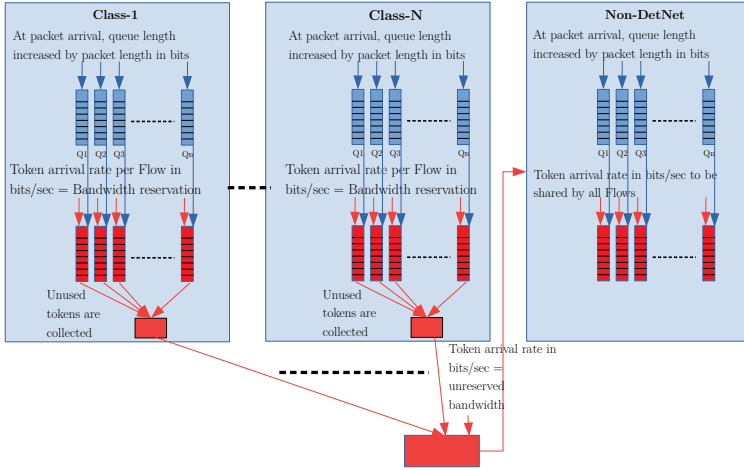 Class-1
At packet arrival, queue length
increased by packet length in bits
Q1 Q2 Q3 Qn
Token arrival rate per Flow in
bits/sec = Bandwidth reservation
Unused
tokens are
collected
Class-N
At packet arrival, queue length
increased by packet length in bits
Q1 Q2 Q3 Qn
Token arrival rate per Flow in
bits/sec = Bandwidth reservation
Unused
tokens are
collected
Non-DetNet
At packet arrival, queue length
increased by packet length in bits
Q1 Q2 Q3 Qn
Token arrival rate in bits/sec to be
shared by all Flows
Token arrival rate in
bits/sec =
unreserved
bandwidth